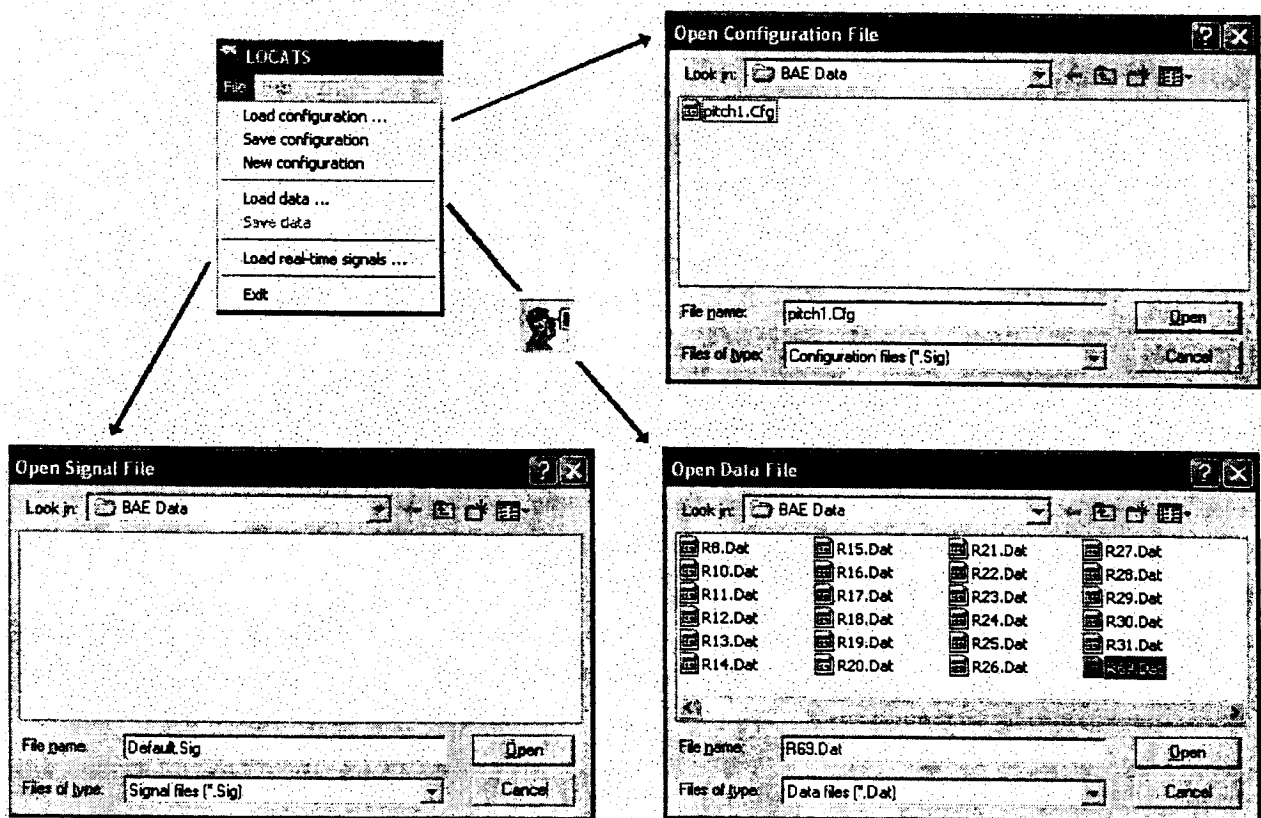 LOCATS
File
Load configuration ...
Save configuration
New configuration
Load data ...
Save data
Load real-time signals ...
Exit
Open Configuration File
Look in: BAE Data
pitch1.Cfg
File name: pitch1.Cfg Open
Files of type: Configuration files (*.Sig) Cancel
Open Signal File
Look in: BAE Data
File name: Default.Sig Open
Files of type: Signal files (*.Sig) Cancel
Open Data File
Look in: BAE Data
R8.Dat R15.Dat R21.Dat R27.Dat
R10.Dat R16.Dat R22.Dat R28.Dat
R11.Dat R17.Dat R23.Dat R29.Dat
R12.Dat R18.Dat R24.Dat R30.Dat
R13.Dat R19.Dat R25.Dat R31.Dat
R14.Dat R20.Dat R26.Dat R69.Dat
File name: R69.Dat Open
Files of type: Data files (*.Dat) Cancel